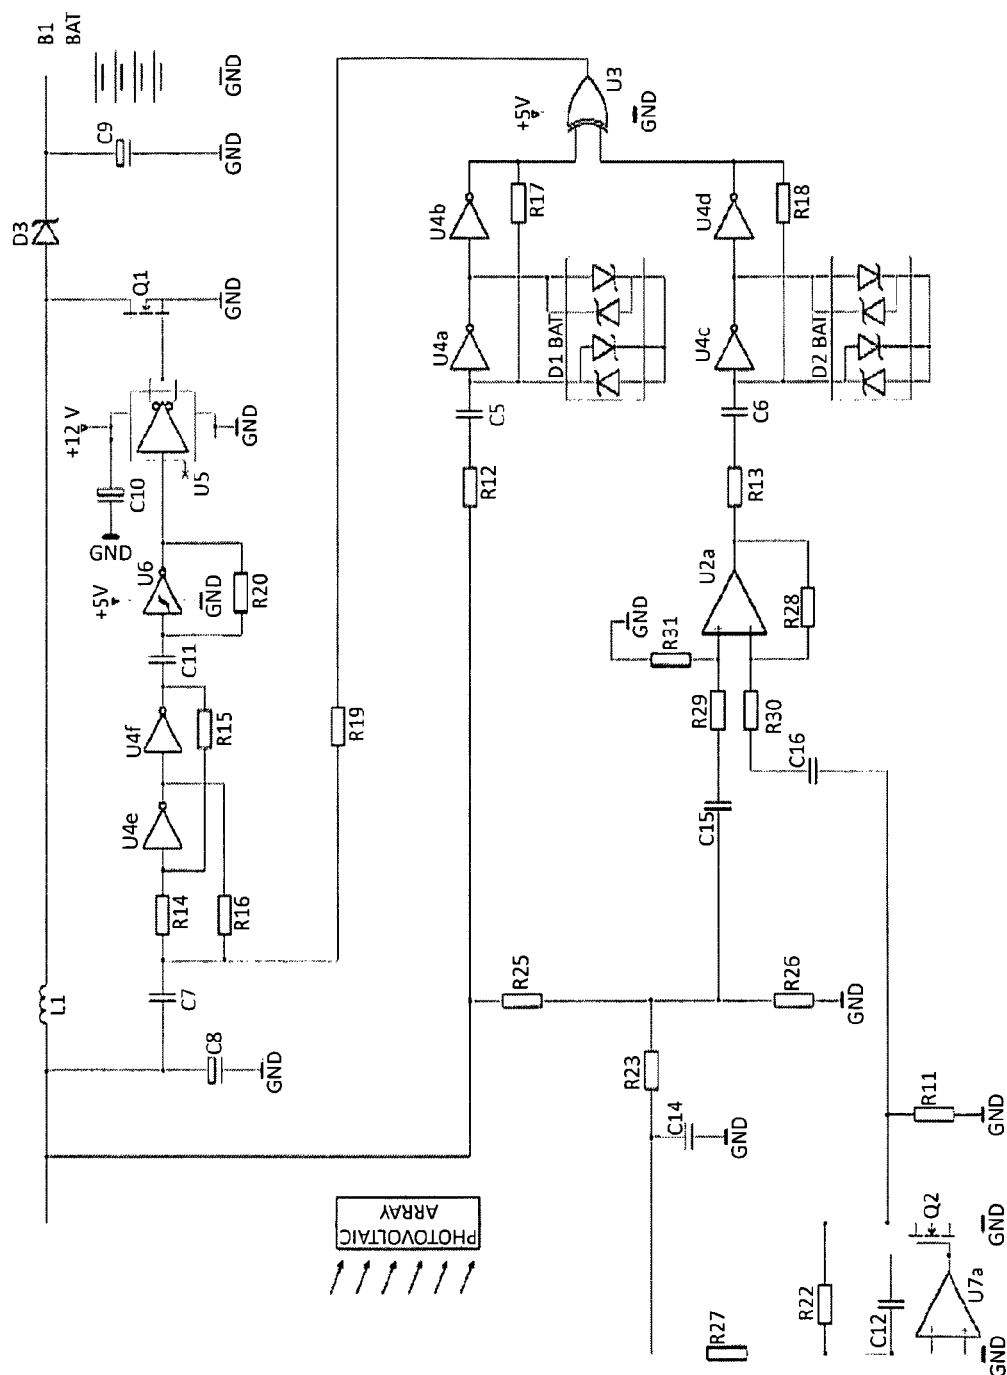 B1
BAT
GND
C9
GND
D3
Q1
GND
+12 V
U5
GND
C10
GND
+5V
U6
GND
R20
C11
U4f
R15
U4e
R14
R16
L1
C7
C8
GND
R19
+5V
U3
GND
U4b
R17
U4a
D1 BAT
C5
R12
U4d
R18
U4c
D2 BAT
C6
R13
U2a
R28
GND
R31
R29
R30
C16
C15
R25
R26
GND
R23
C14
GND
R11
GND
PHOTOVOLTAIC
ARRAY
R27
R22
C12
Q2
GND
U7a
GND